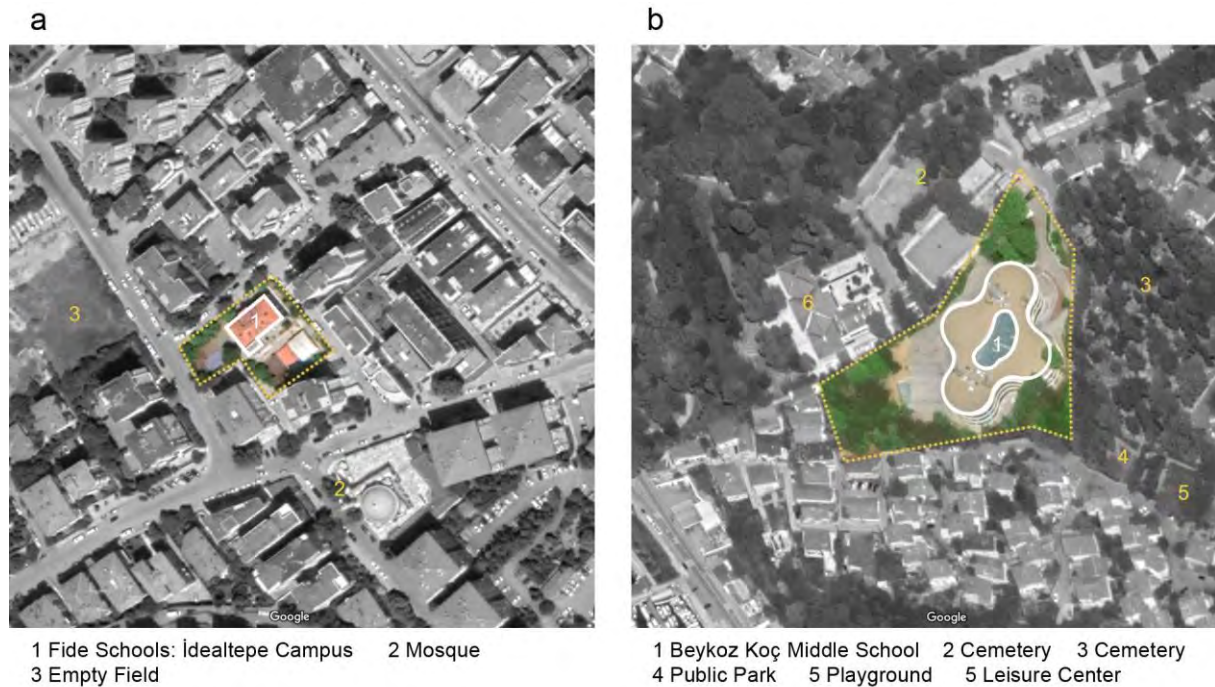 a
b
3
1
2
Google
2
6
3
1
4
5
Google
1 Fide Schools: İdealtepe Campus 2 Mosque
3 Empty Field
1 Beykoz Koç Middle School 2 Cemetery 3 Cemetery
4 Public Park 5 Playground 5 Leisure Center